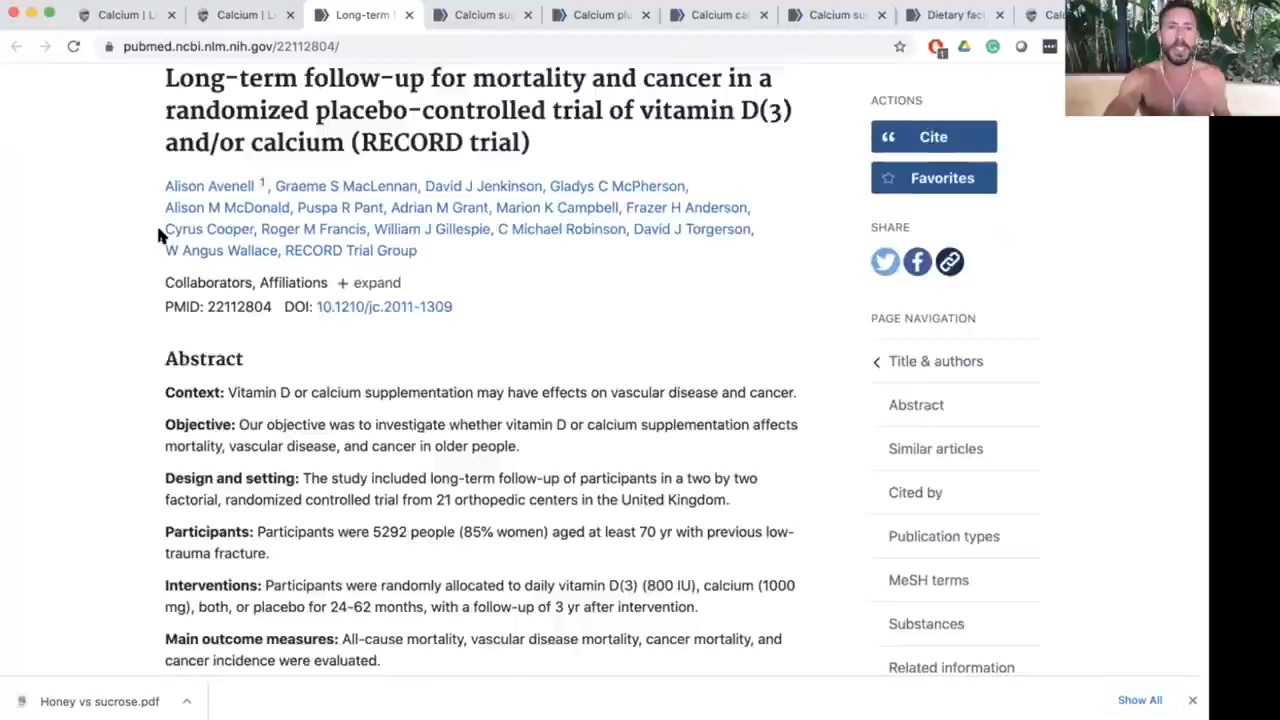 Calcium | L
Calcium | L
Long-term
Calcium su
Calcium plu
Calcium ca
Calcium su
Dietary fac
Calc
pubmed.ncbi.nlm.nih.gov/22112804/
1
Long-term follow-up for mortality and cancer in a
randomized placebo-controlled trial of vitamin D(3)
and/or calcium (RECORD trial)
Alison Avenell 1, Graeme S MacLennan, David J Jenkinson, Gladys C McPherson,
Alison M McDonald, Puspa R Pant, Adrian M Grant, Marion K Campbell, Frazer H Anderson,
Cyrus Cooper, Roger M Francis, William J Gillespie, C Michael Robinson, David J Torgerson,
W Angus Wallace, RECORD Trial Group
Collaborators, Affiliations + expand
PMID: 22112804 DOI: 10.1210/jc.2011-1309
Abstract
Context: Vitamin D or calcium supplementation may have effects on vascular disease and cancer.
Objective: Our objective was to investigate whether vitamin D or calcium supplementation affects
mortality, vascular disease, and cancer in older people.
Design and setting: The study included long-term follow-up of participants in a two by two
factorial, randomized controlled trial from 21 orthopedic centers in the United Kingdom.
Participants: Participants were 5292 people (85% women) aged at least 70 yr with previous low-
trauma fracture.
Interventions: Participants were randomly allocated to daily vitamin D(3) (800 IU), calcium (1000
mg), both, or placebo for 24-62 months, with a follow-up of 3 yr after intervention.
Main outcome measures: All-cause mortality, vascular disease mortality, cancer mortality, and
cancer incidence were evaluated.
ACTIONS
Cite
Favorites
SHARE
PAGE NAVIGATION
Title & authors
Abstract
Similar articles
Cited by
Publication types
MeSH terms
Substances
Related information
Honey vs sucrose.pdf
Show All